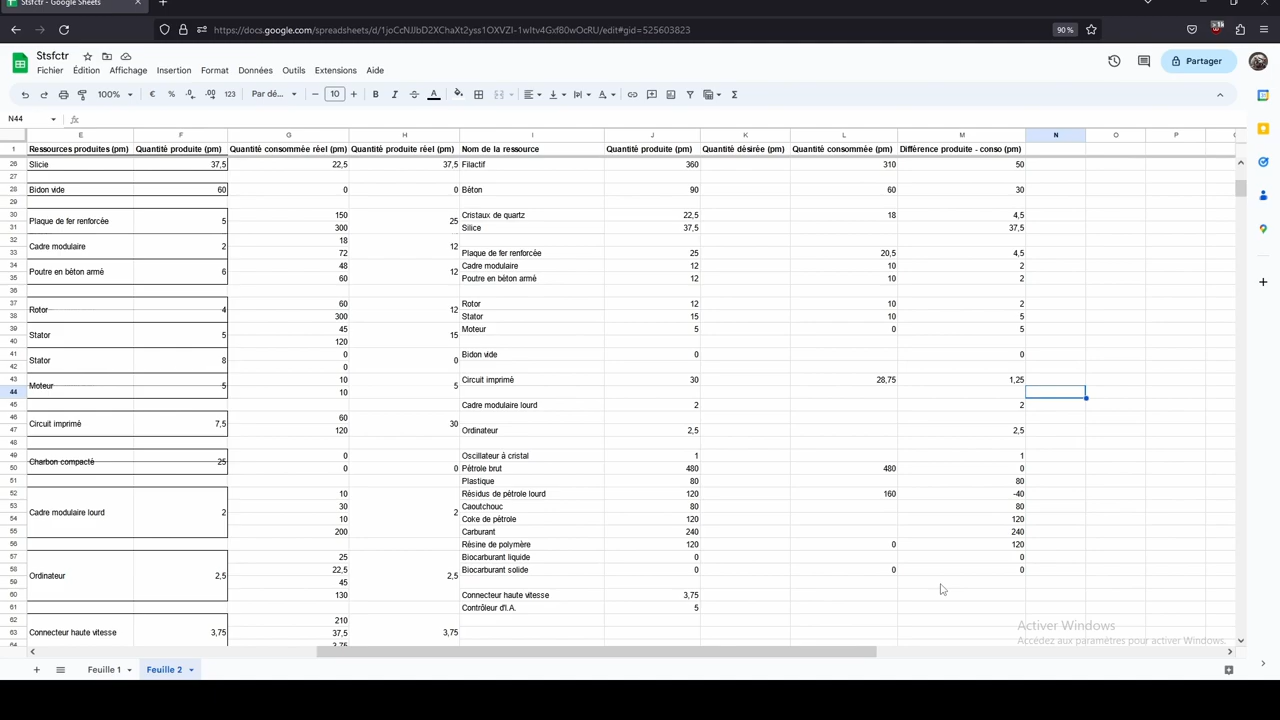 Stsfctr - Google Sheets
https://docs.google.com/spreadsheets/d/1joCcNJJbD2XChaXt2yss1OXVZI-1wItv4Gxf80wOcRU/edit#gid=525603823
90 %
Stsfctr
Fichier Édition Affichage Insertion Format Données Outils Extensions Aide
Partager
100% € % .0 .00 123 Par dé... 10 B I S A
N44 fx
E F G H I J K L M N O P
1 Ressources produites (pm) Quantité produite (pm) Quantité consommée réel (pm) Quantité produite réel (pm) Nom de la ressource Quantité produite (pm) Quantité désirée (pm) Quantité consommée (pm) Différence produite - conso (pm)
26 Slicie 37,5 22,5 37,5 Filactif 360 310 50
27
28 Bidon vide 60 0 0 Béton 90 60 30
29
30 Plaque de fer renforcée 5 150 25 Cristaux de quartz 22,5 18 4,5
31 300 Silice 37,5 37,5
32 Cadre modulaire 2 18 12
33 72 Plaque de fer renforcée 25 20,5 4,5
34 Poutre en béton armé 6 48 12 Cadre modulaire 12 10 2
35 60 Poutre en béton armé 12 10 2
36
37 Rotor 4 60 12 Rotor 12 10 2
38 300 Stator 15 10 5
39 Stator 5 45 15 Moteur 5 0 5
40 120
41 Stator 8 0 0 Bidon vide 0 0
42 0
43 Moteur 5 10 5 Circuit imprimé 30 28,75 1,25
44 10
45 Cadre modulaire lourd 2 2
46 Circuit imprimé 7,5 60 30
47 120 Ordinateur 2,5 2,5
48
49 Charbon compacté 25 0 0 Oscillateur à cristal 1 1
50 0 Pétrole brut 480 480 0
51 Plastique 80 80
52 Cadre modulaire lourd 2 10 2 Résidus de pétrole lourd 120 160 -40
53 30 Caoutchouc 80 80
54 10 Coke de pétrole 120 120
55 200 Carburant 240 240
56 Résine de polymère 120 0 120
57 Ordinateur 2,5 25 2,5 Biocarburant liquide 0 0
58 22,5 Biocarburant solide 0 0 0
59 45
60 130 Connecteur haute vitesse 3,75
61 Contrôleur d'I.A. 5
62 Connecteur haute vitesse 3,75 210 3,75
63 37,5
Activer Windows
Accédez aux paramètres pour activer Windows.
Feuille 1 Feuille 2